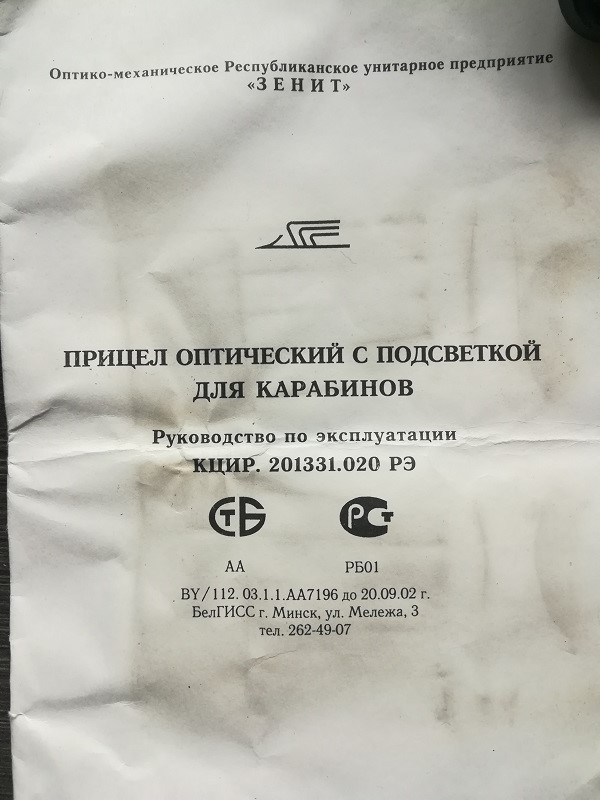 Оптико-механическое Республиканское унитарное предприятие
«ЗЕНИТ»
ПРИЦЕЛ ОПТИЧЕСКИЙ С ПОДСВЕТКОЙ
ДЛЯ КАРАБИНОВ
Руководство по эксплуатации
КЦИР. 201331.020 РЭ
СТБ РСТ
АА РБ01
BY/112. 03.1.1.АА7196 до 20.09.02 г.
БелГИСС г. Минск, ул. Мележа, 3
тел. 262-49-07